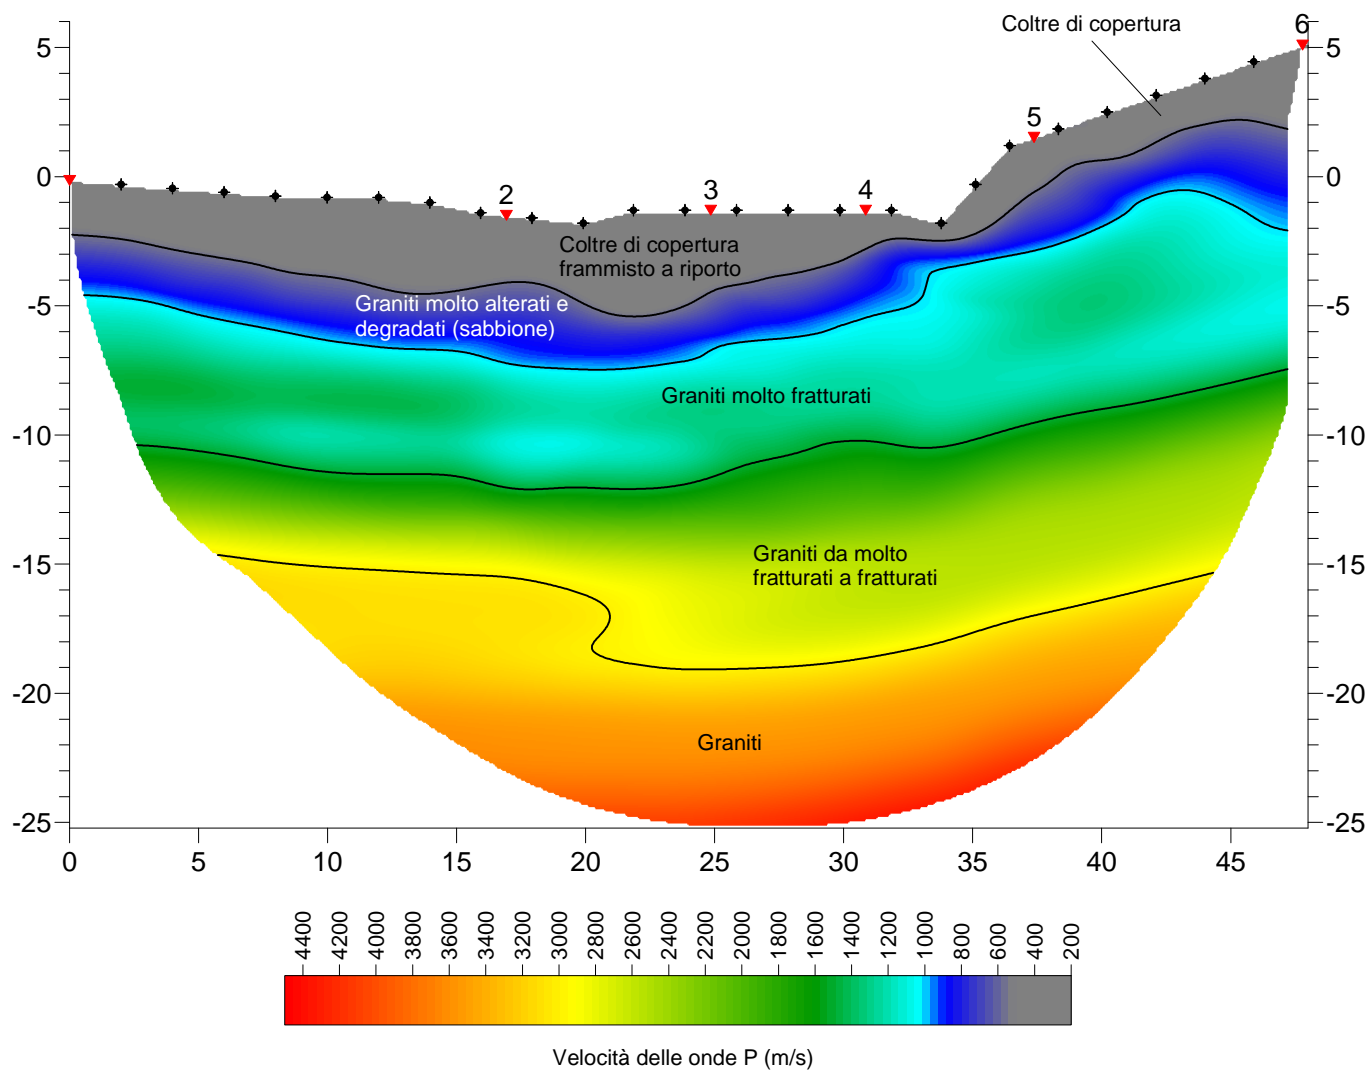 Coltre di copertura
6
5
5
5
0
0
2
3
4
Coltre di copertura
frammisto a riporto
Graniti molto alterati e
degradati (sabbione)
-5
-5
Graniti molto fratturati
-10
-10
Graniti da molto
fratturati a fratturati
-15
-15
-20
-20
Graniti
-25
-25
0 5 10 15 20 25 30 35 40 45
4400 4200 4000 3800 3600 3400 3200 3000 2800 2600 2400 2200 2000 1800 1600 1400 1200 1000 800 600 400 200
Velocità delle onde P (m/s)